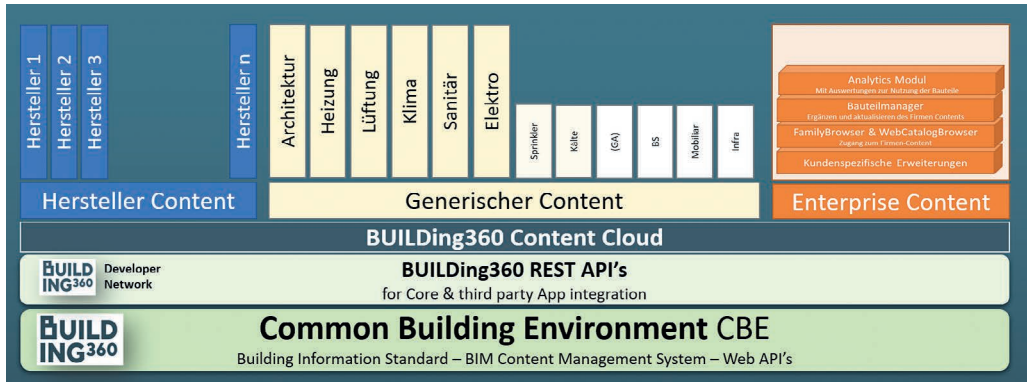 Hersteller 1
Hersteller 2
Hersteller 3
Hersteller n
Architektur
Heizung
Lüftung
Klima
Sanitär
Elektro
Sprinkler
Kälte
(GA)
BS
Mobiliar
Infra
Analytics Modul
Mit Auswertungen zur Nutzung der Bauteile
Bauteilmanager
Ergänzen und aktualisieren des Firmen Contents
FamilyBrowser & WebCatalogBrowser
Zugang zum Firmen-Content
Kundenspezifische Erweiterungen
Hersteller Content
Generischer Content
Enterprise Content
BUILDing360 Content Cloud
BUILD
ING360
Developer
Network
BUILDing360 REST API's
for Core & third party App integration
BUILD
ING360
Common Building Environment CBE
Building Information Standard – BIM Content Management System – Web API's